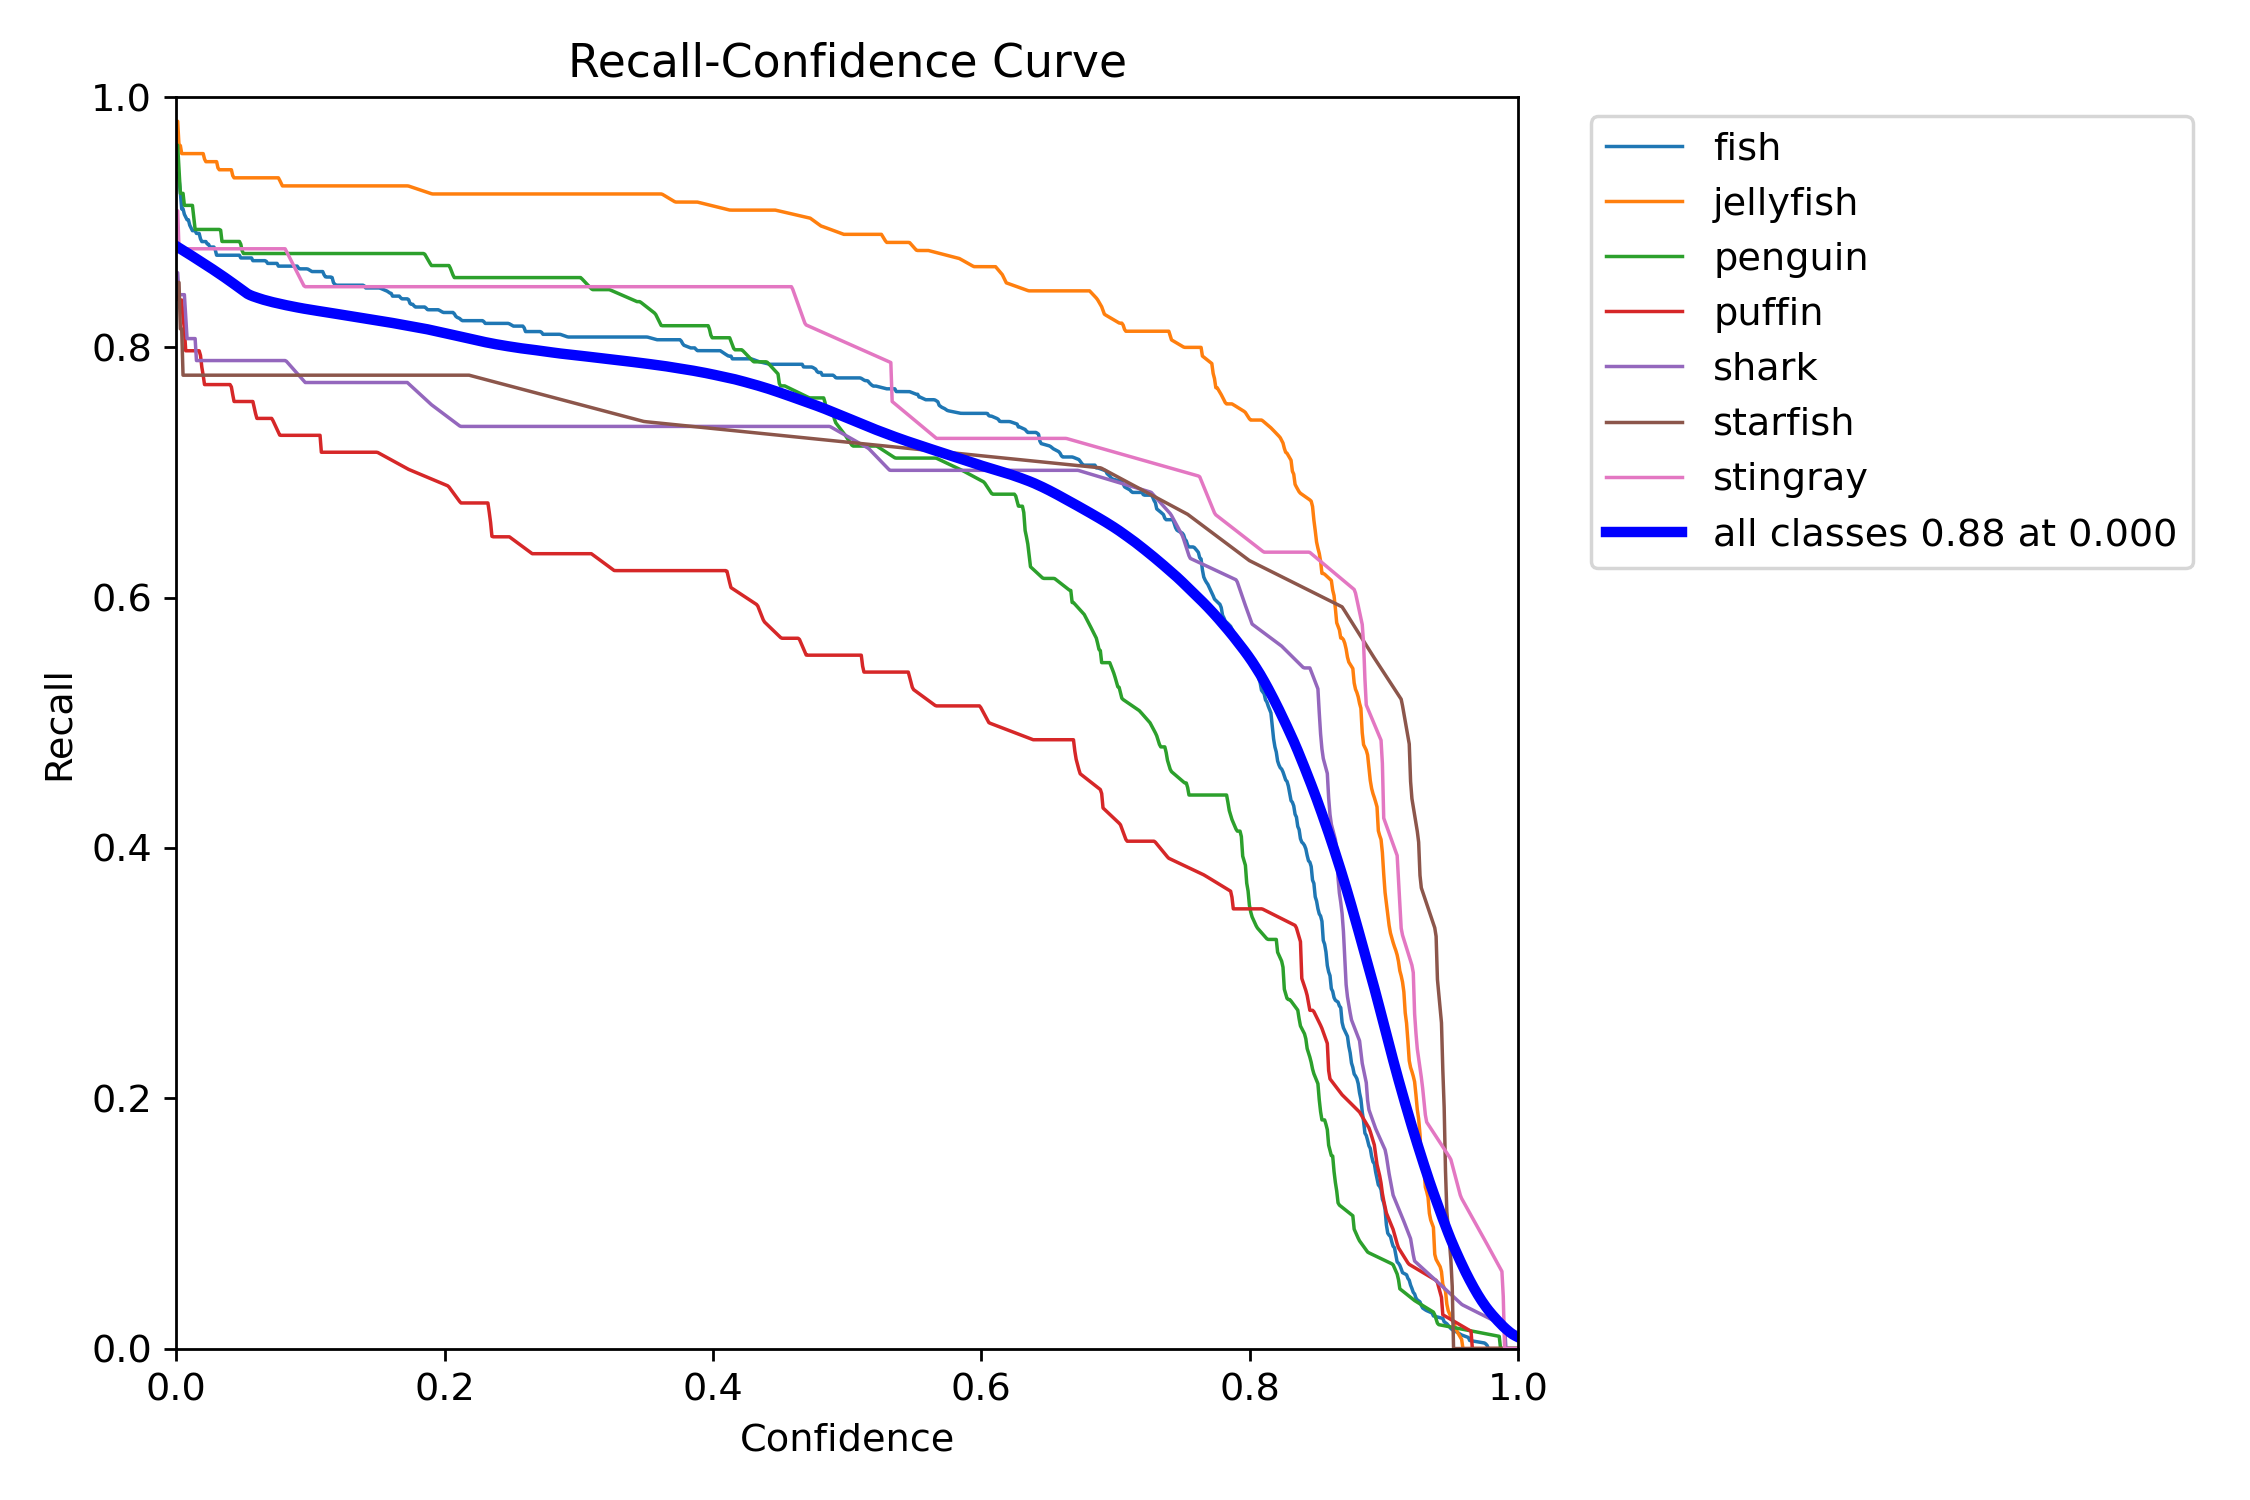 Recall-Confidence Curve
1.0
0.8
0.6
0.4
0.2
0.0
Recall
0.0 0.2 0.4 0.6 0.8 1.0
Confidence
fish
jellyfish
penguin
puffin
shark
starfish
stingray
all classes 0.88 at 0.000